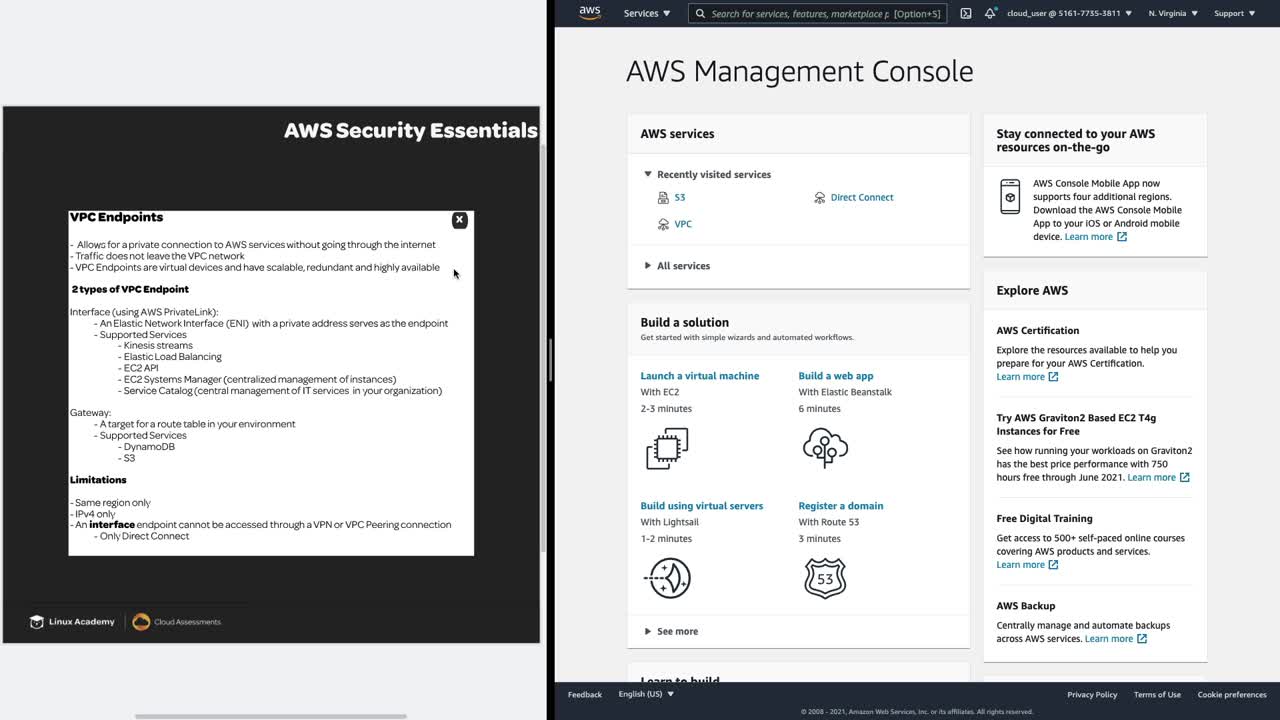 AWS Security Essentials
VPC Endpoints
X
- Allows for a private connection to AWS services without going through the internet
- Traffic does not leave the VPC network
- VPC Endpoints are virtual devices and have scalable, redundant and highly available
2 types of VPC Endpoint
Interface (using AWS PrivateLink):
- An Elastic Network Interface (ENI) with a private address serves as the endpoint
- Supported Services
- Kinesis streams
- Elastic Load Balancing
- EC2 API
- EC2 Systems Manager (centralized management of instances)
- Service Catalog (central management of IT services in your organization)
Gateway:
- A target for a route table in your environment
- Supported Services
- DynamoDB
- S3
Limitations
- Same region only
- IPv4 only
- An interface endpoint cannot be accessed through a VPN or VPC Peering connection
- Only Direct Connect
Linux Academy
Cloud Assessments
aws
Services
Search for services, features, marketplace p [Option+S]
cloud_user @ 5161-7735-3811
N. Virginia
Support
AWS Management Console
AWS services
Recently visited services
S3
Direct Connect
VPC
All services
Build a solution
Get started with simple wizards and automated workflows.
Launch a virtual machine
With EC2
2-3 minutes
Build a web app
With Elastic Beanstalk
6 minutes
Build using virtual servers
With Lightsail
1-2 minutes
Register a domain
With Route 53
3 minutes
53
See more
Learn to build
Stay connected to your AWS
resources on-the-go
AWS Console Mobile App now
supports four additional regions.
Download the AWS Console Mobile
App to your iOS or Android mobile
device. Learn more
Explore AWS
AWS Certification
Explore the resources available to help you
prepare for your AWS Certification.
Learn more
Try AWS Graviton2 Based EC2 T4g
Instances for Free
See how running your workloads on Graviton2
has the best price performance with 750
hours free through June 2021. Learn more
Free Digital Training
Get access to 500+ self-paced online courses
covering AWS products and services.
Learn more
AWS Backup
Centrally manage and automate backups
across AWS services. Learn more
Feedback
English (US)
Privacy Policy
Terms of Use
Cookie preferences
© 2008 - 2021, Amazon Web Services, Inc. or its affiliates. All rights reserved.